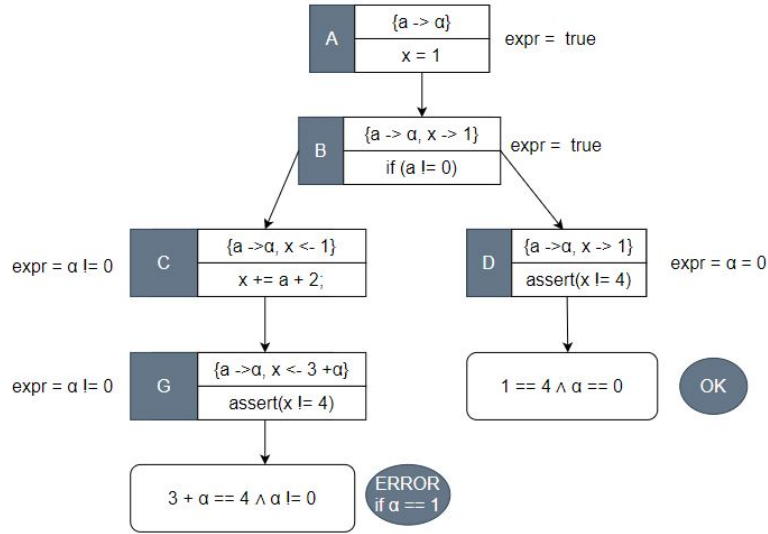 A
{a -> α}
x = 1
expr = true
B
{a -> α, x -> 1}
if (a != 0)
expr = true
expr = α != 0
C
{a ->α, x <- 1}
x += a + 2;
D
{a ->α, x -> 1}
assert(x != 4)
expr = α = 0
expr = α != 0
G
{a ->α, x <- 3 +α}
assert(x != 4)
1 == 4 ∧ α == 0
OK
3 + α == 4 ∧ α != 0
ERROR
if α == 1